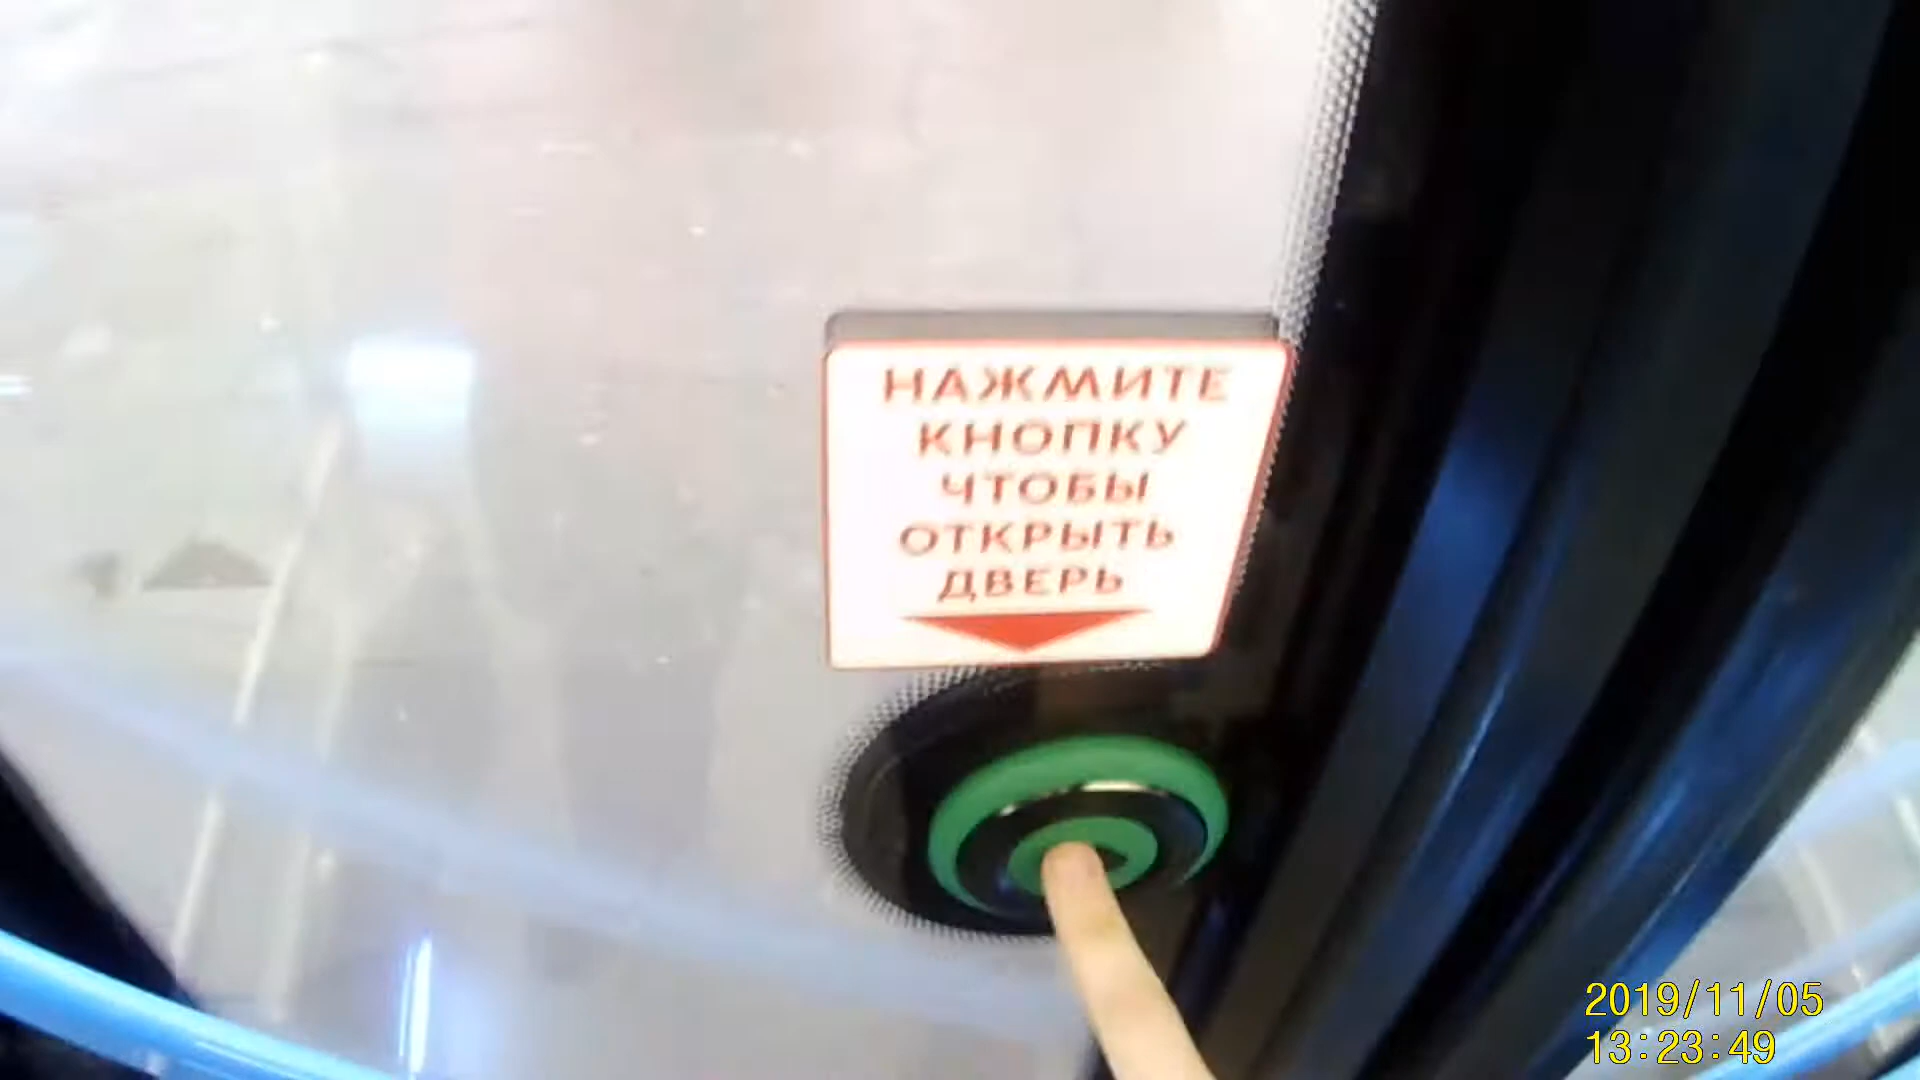 НАЖМИТЕ
КНОПКУ
ЧТОБЫ
ОТКРЫТЬ
ДВЕРЬ
2019/11/05
13:23:49